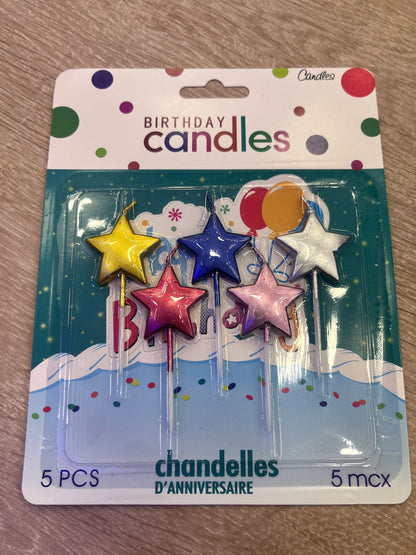 Candles
BIRTHDAY
candles
chandelles
D'ANNIVERSAIRE
5 PCS
5 mcx